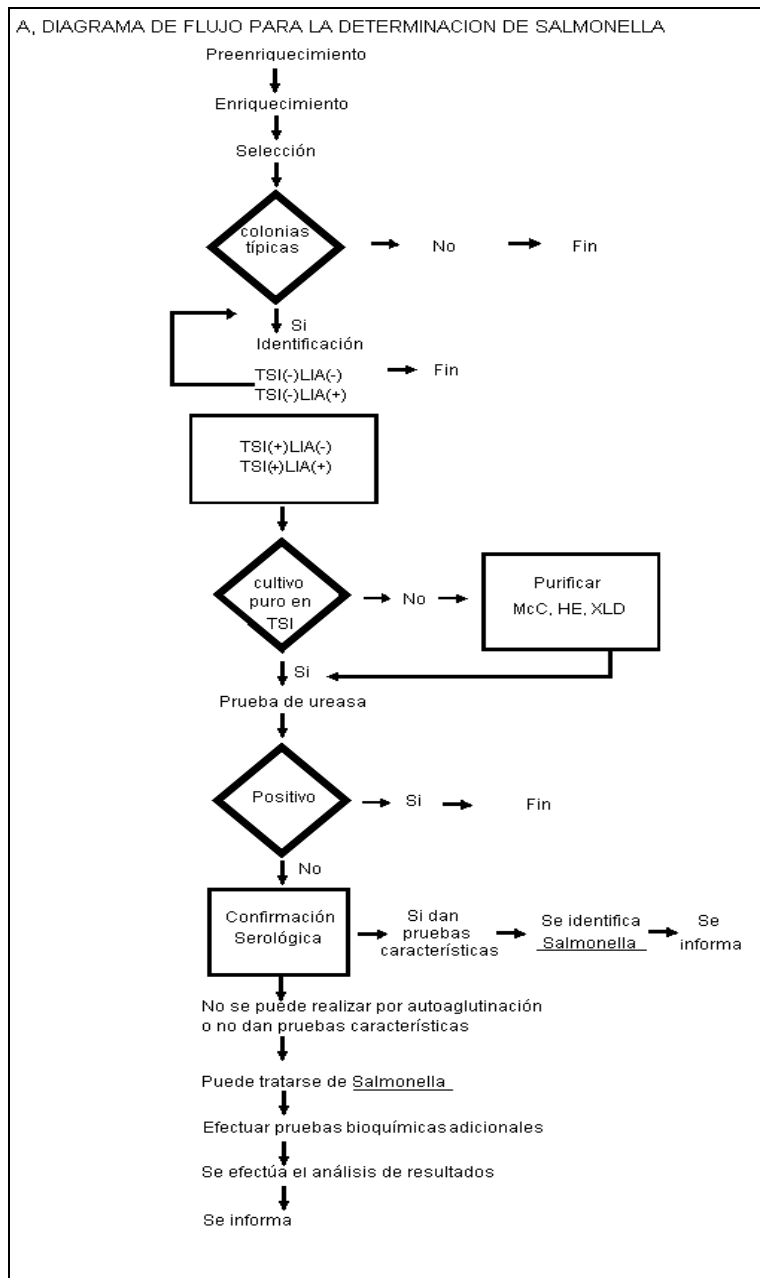 A, DIAGRAMA DE FLUJO PARA LA DETERMINACION DE SALMONELLA
Preenriquecimiento
Enriquecimiento
Selección
colonias
típicas
No
Fin
Si
Identificación
TSI(-)LIA(-)
TSI(-)LIA(+)
Fin
TSI(+)LIA(-)
TSI(+)LIA(+)
cultivo
puro en
TSI
No
Purificar
McC, HE, XLD
Si
Prueba de ureasa
Positivo
Si
Fin
No
Confirmación
Serológica
Si dan
pruebas
características
Se identifica
Salmonella
Se
informa
No se puede realizar por autoaglutinación
o no dan pruebas características
Puede tratarse de Salmonella
Efectuar pruebas bioquímicas adicionales
Se efectúa el análisis de resultados
Se informa